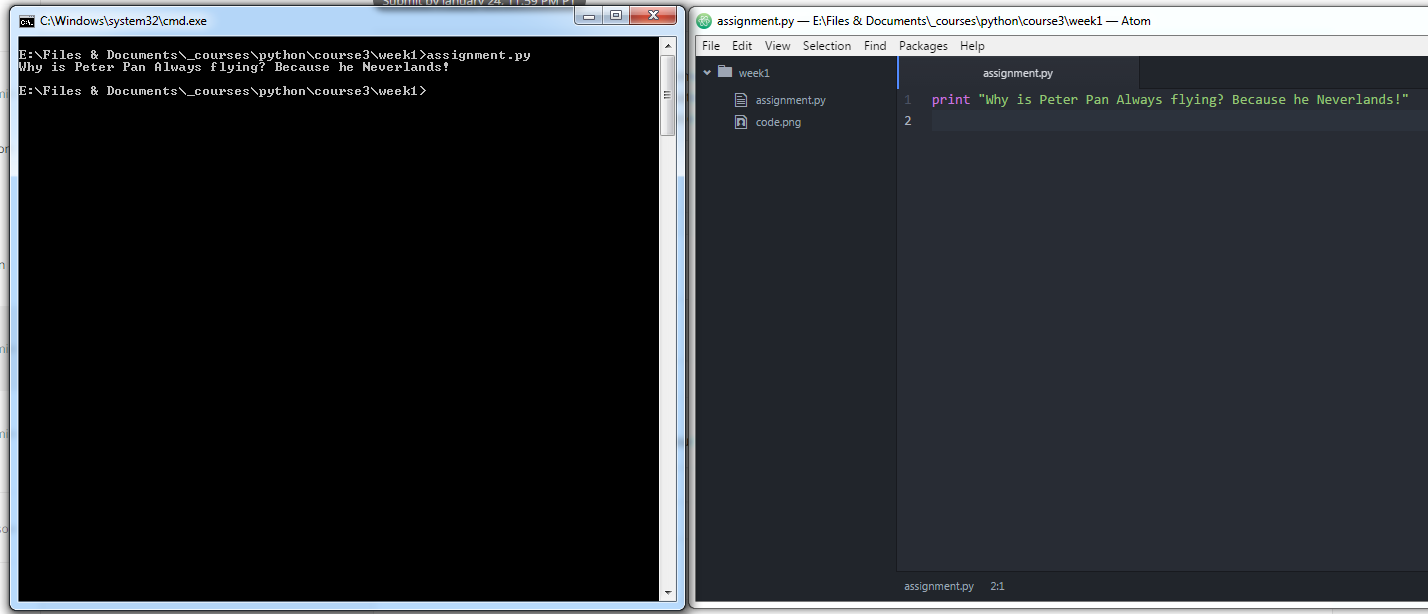 Submit by January 24, 11:59 PM PT
C:\Windows\system32\cmd.exe
E:\Files & Documents\_courses\python\course3\week1>assignment.py
Why is Peter Pan Always flying? Because he Neverlands!
E:\Files & Documents\_courses\python\course3\week1>
assignment.py — E:\Files & Documents\_courses\python\course3\week1 — Atom
File Edit View Selection Find Packages Help
week1
assignment.py
code.png
assignment.py
1 print "Why is Peter Pan Always flying? Because he Neverlands!"
2
assignment.py 2:1